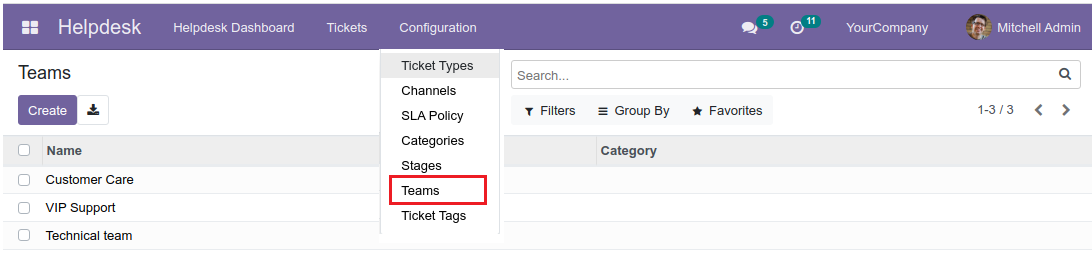 Helpdesk Helpdesk Dashboard Tickets Configuration 5 11 YourCompany Mitchell Admin
Teams
Create
Ticket Types
Channels
SLA Policy
Categories
Stages
Teams
Ticket Tags
Search...
Filters Group By Favorites 1-3 / 3
Name Category
Customer Care
VIP Support
Technical team